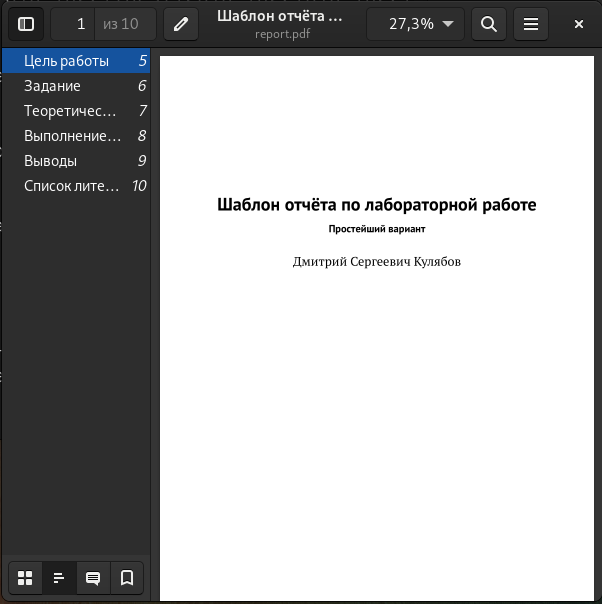 1 из 10
Шаблон отчёта ...
report.pdf
27,3%
Цель работы 5
Задание 6
Теоретичес... 7
Выполнение... 8
Выводы 9
Список лите... 10
Шаблон отчёта по лабораторной работе
Простейший вариант
Дмитрий Сергеевич Кулябов